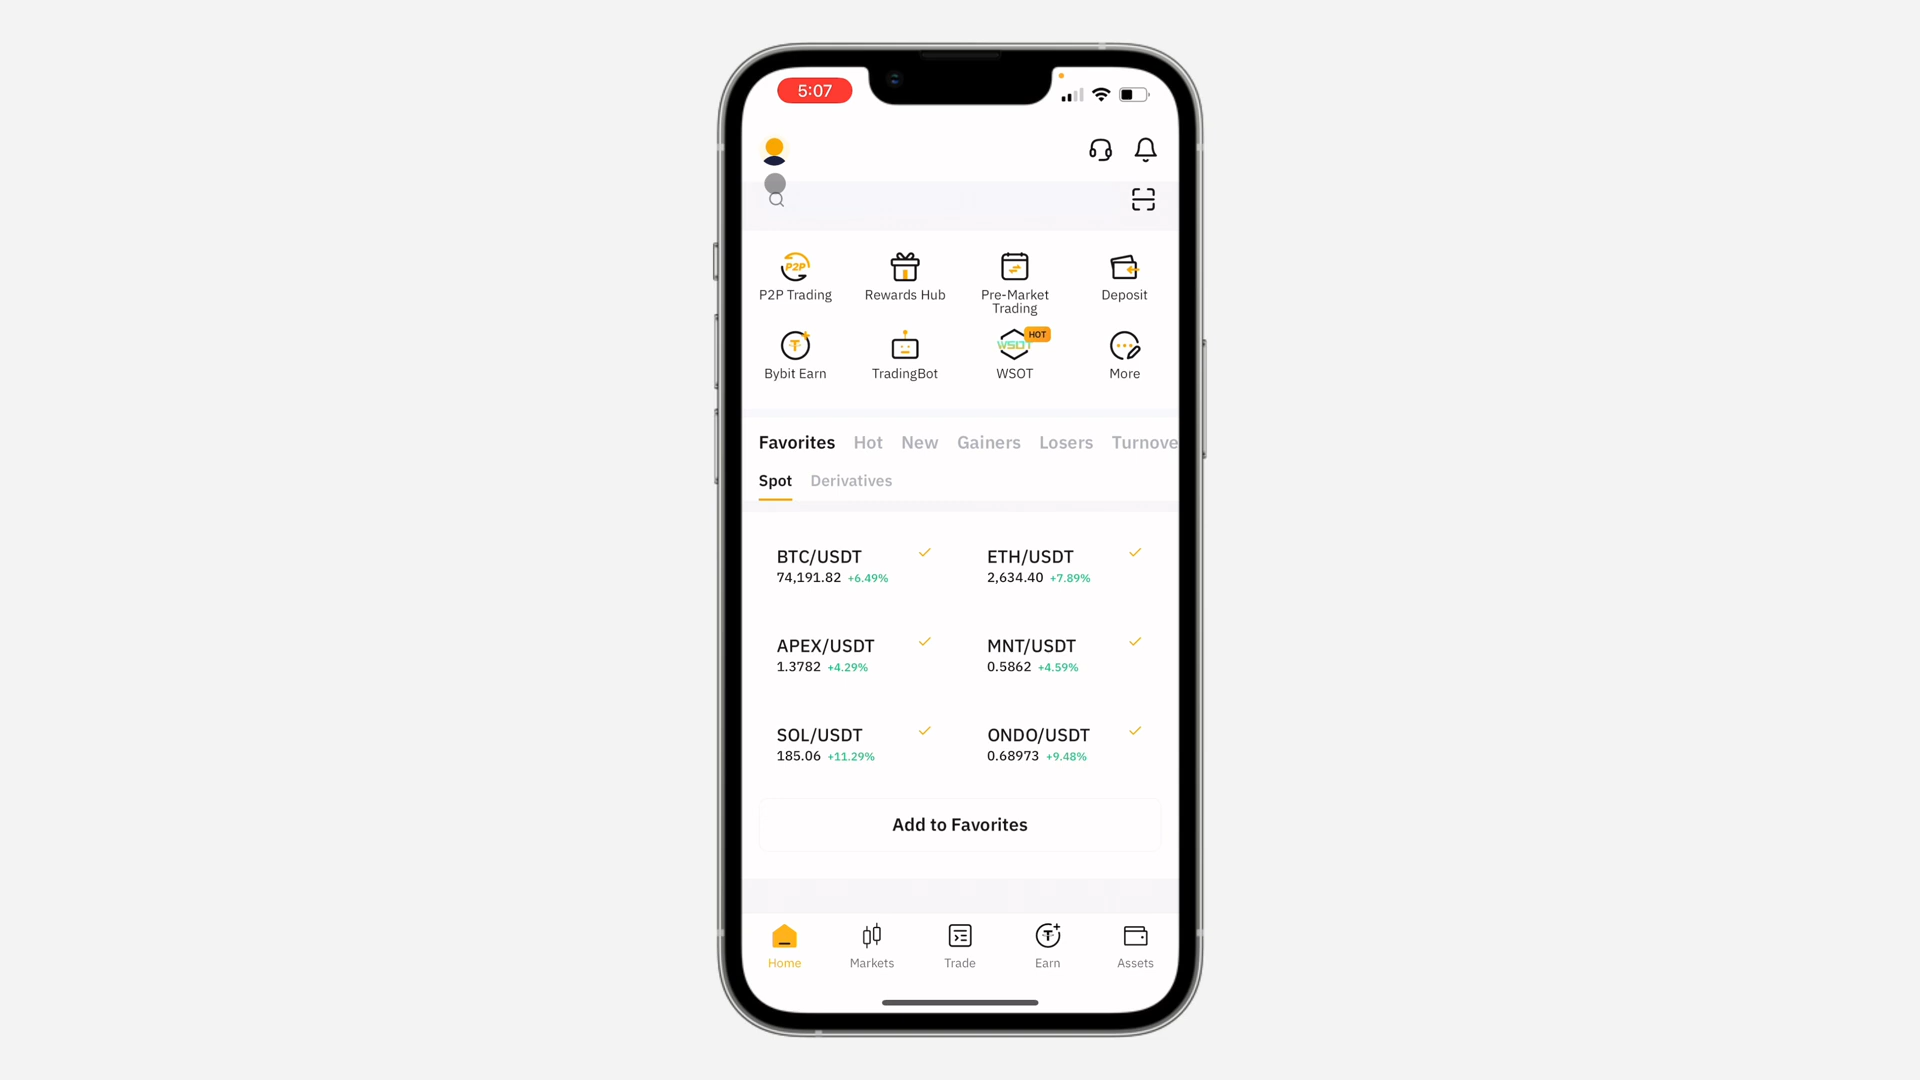 5:07
P2P
P2P Trading
Rewards Hub
Pre-Market
Trading
Deposit
HOT
WSOT
Bybit Earn
TradingBot
WSOT
More
Favorites Hot New Gainers Losers Turnove
Spot Derivatives
BTC/USDT
74,191.82 +6.49%
ETH/USDT
2,634.40 +7.89%
APEX/USDT
1.3782 +4.29%
MNT/USDT
0.5862 +4.59%
SOL/USDT
185.06 +11.29%
ONDO/USDT
0.68973 +9.48%
Add to Favorites
Home
Markets
Trade
Earn
Assets